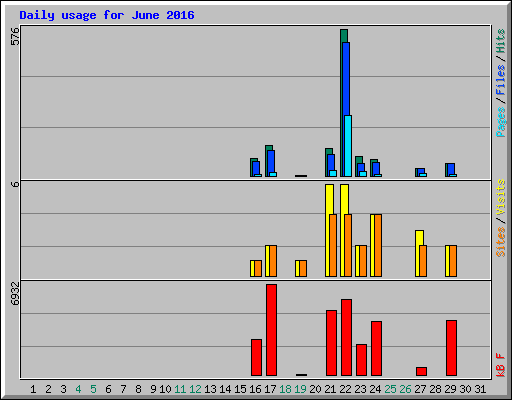 Daily usage for June 2016
576
Pages / Files / Hits
6
Sites / Visits
6932
kB F
1 2 3 4 5 6 7 8 9 10 11 12 13 14 15 16 17 18 19 20 21 22 23 24 25 26 27 28 29 30 31